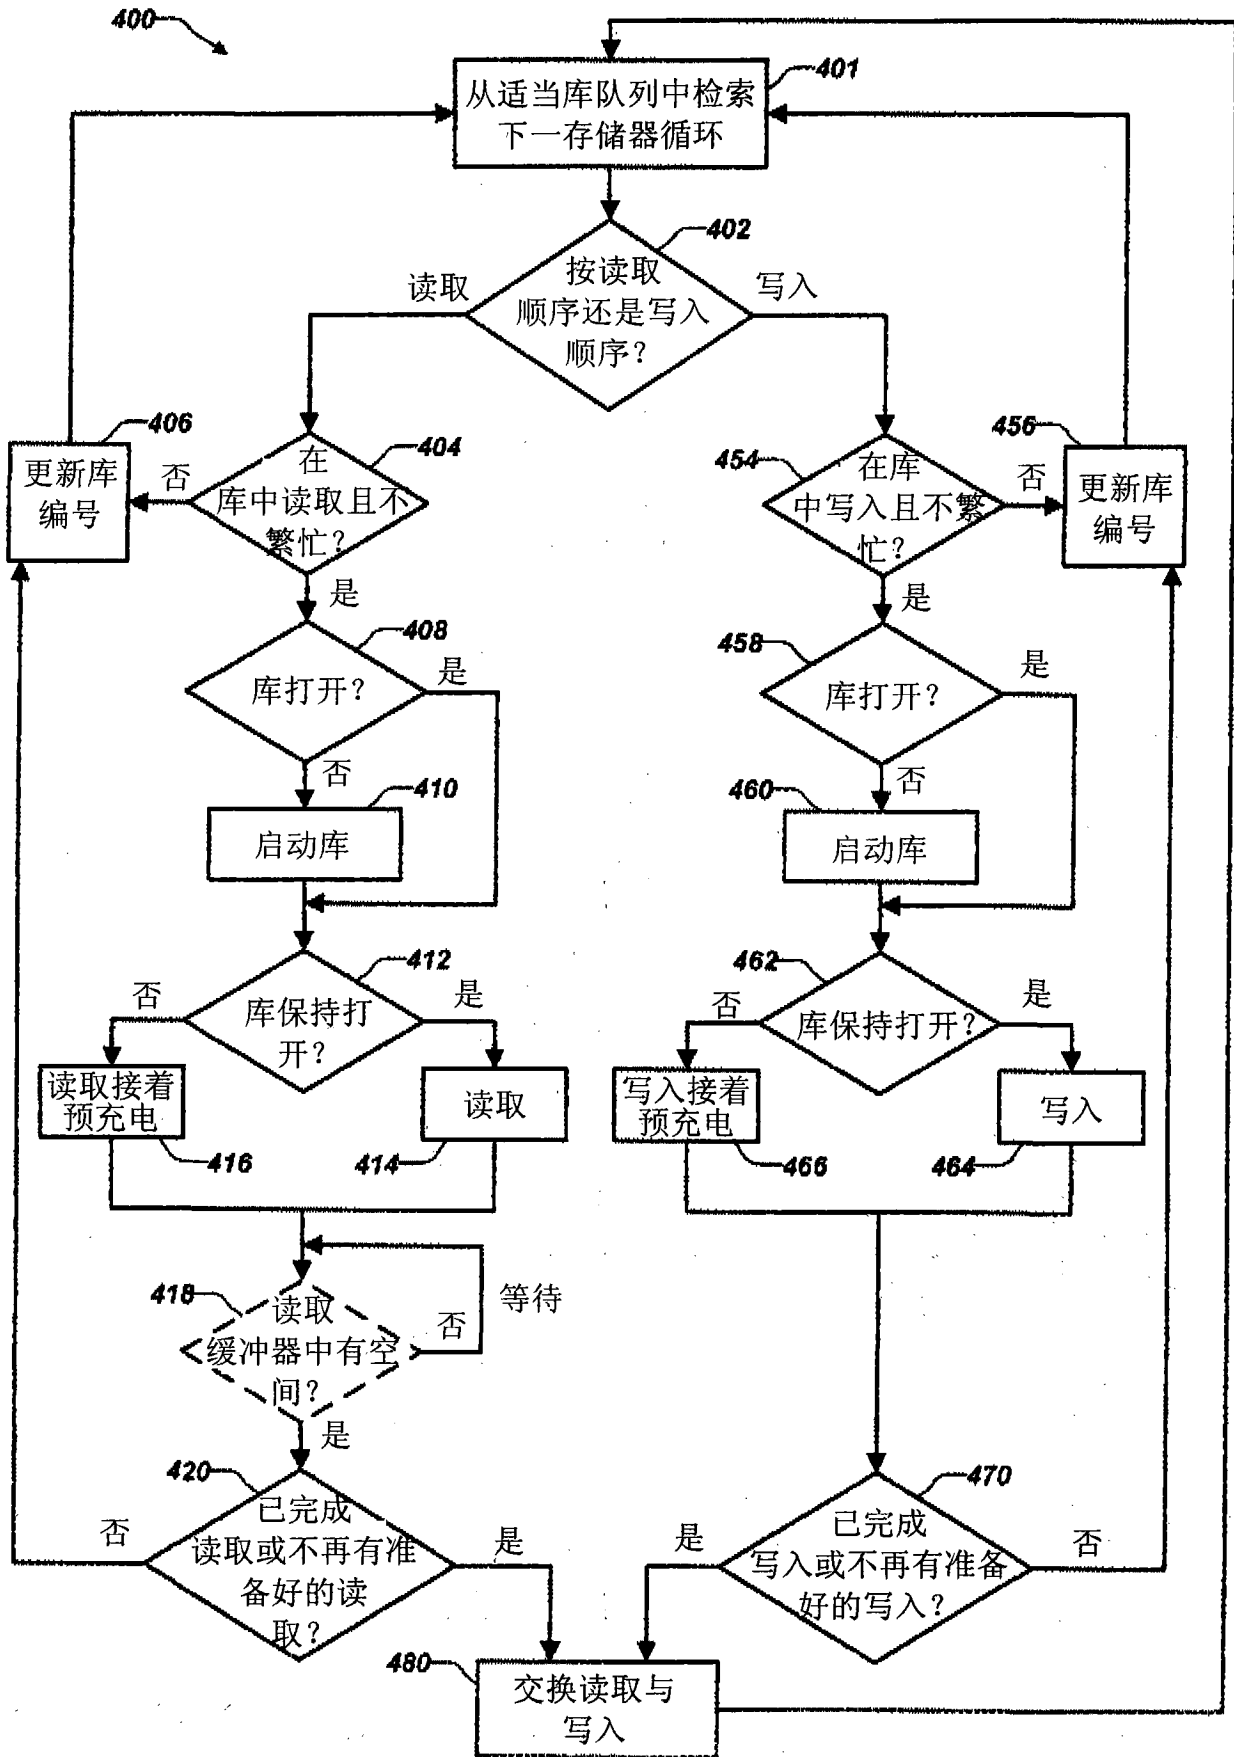 400
401
从适当库队列中检索
下一存储器循环
402
按读取
顺序还是写入
顺序？
读取
写入
406
更新库
编号
否
404
在
库中读取且不
繁忙？
454
在库
中写入且不繁
忙？
否
456
更新库
编号
是
是
408
库打开？
是
458
库打开？
是
否
410
启动库
否
460
启动库
412
库保持打
开？
否
是
462
库保持打开？
否
是
读取接着
预充电
416
读取
414
写入接着
预充电
466
写入
464
418
读取
缓冲器中有空
间？
否
等待
是
420
已完成
读取或不再有准
备好的读
取？
否
是
470
已完成
写入或不再有准备
好的写入？
是
否
480
交换读取与
写入